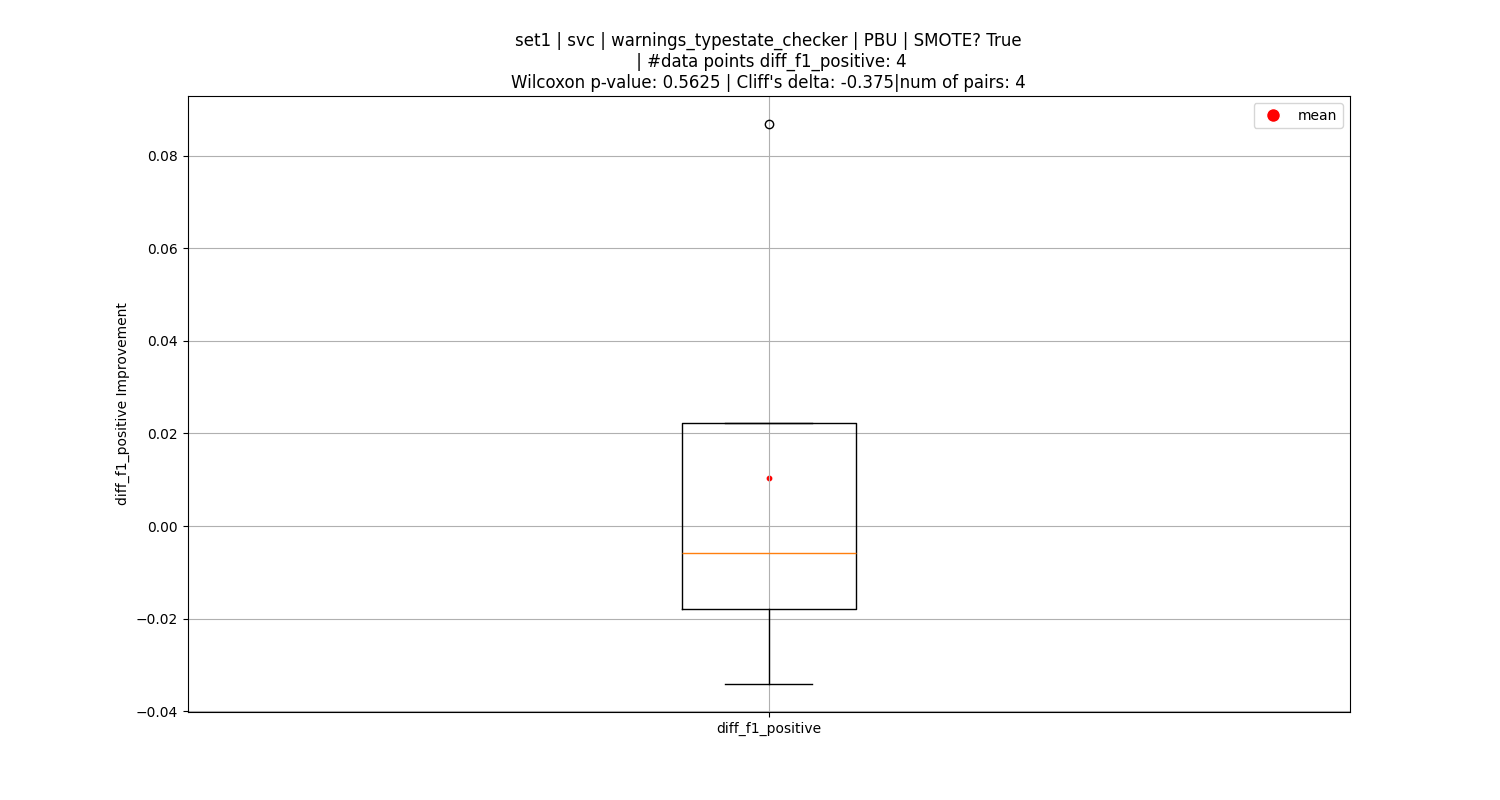 set1 | svc | warnings_typestate_checker | PBU | SMOTE? True
| #data points diff_f1_positive: 4
Wilcoxon p-value: 0.5625 | Cliff's delta: -0.375|num of pairs: 4
mean
0.08
0.06
0.04
0.02
0.00
−0.02
−0.04
diff_f1_positive Improvement
diff_f1_positive